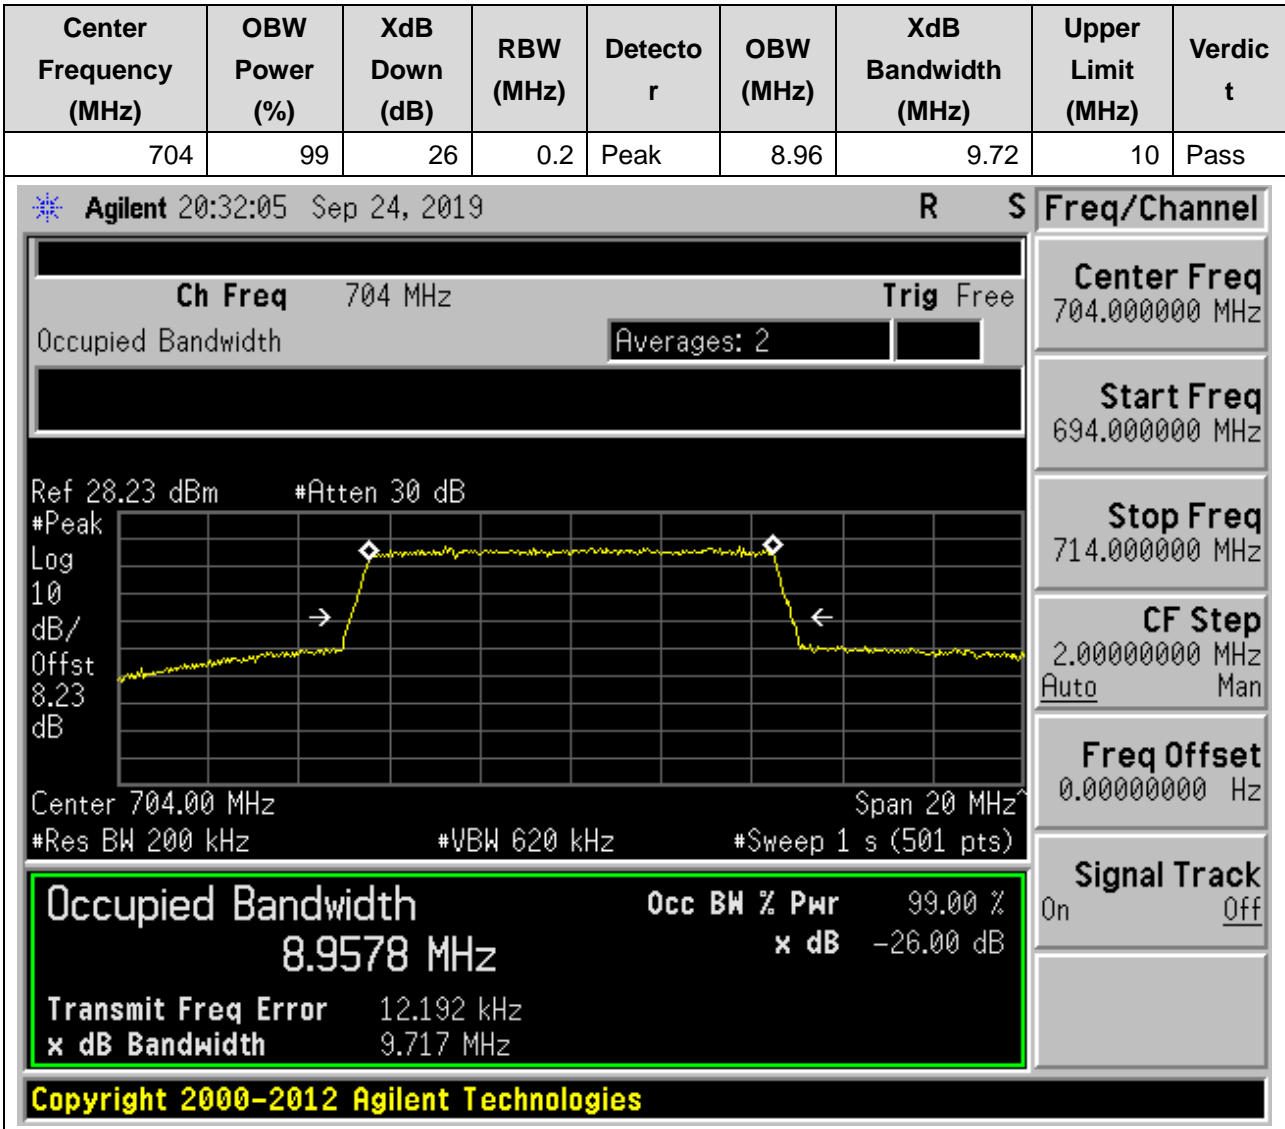 Center Frequency (MHz) OBW Power (%) XdB Down (dB) RBW (MHz) Detecto r OBW (MHz) XdB Bandwidth (MHz) Upper Limit (MHz) Verdic t
704 99 26 0.2 Peak 8.96 9.72 10 Pass
Agilent 20:32:05 Sep 24, 2019 R S Freq/Channel
Ch Freq 704 MHz Trig Free
Occupied Bandwidth Averages: 2
Center Freq
704.000000 MHz
Start Freq
694.000000 MHz
Stop Freq
714.000000 MHz
CF Step
2.00000000 MHz
Auto Man
Freq Offset
0.00000000 Hz
Signal Track
On Off
Ref 28.23 dBm #Atten 30 dB
#Peak
Log
10
dB/
Offst
8.23
dB
Center 704.00 MHz Span 20 MHz^
#Res BW 200 kHz #VBW 620 kHz #Sweep 1 s (501 pts)
Occupied Bandwidth Occ BW % Pwr 99.00 %
8.9578 MHz x dB -26.00 dB
Transmit Freq Error 12.192 kHz
x dB Bandwidth 9.717 MHz
Copyright 2000-2012 Agilent Technologies